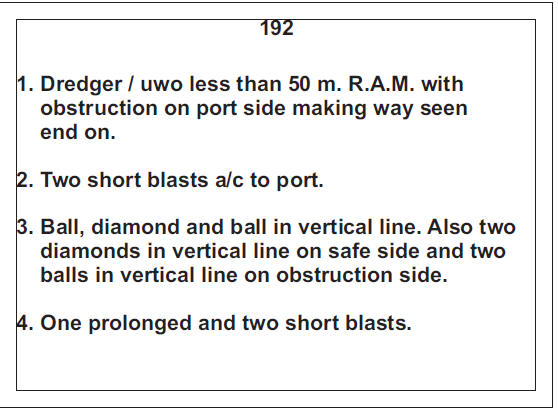 192
1. Dredger / uwo less than 50 m. R.A.M. with
obstruction on port side making way seen
end on.
2. Two short blasts a/c to port.
3. Ball, diamond and ball in vertical line. Also two
diamonds in vertical line on safe side and two
balls in vertical line on obstruction side.
4. One prolonged and two short blasts.